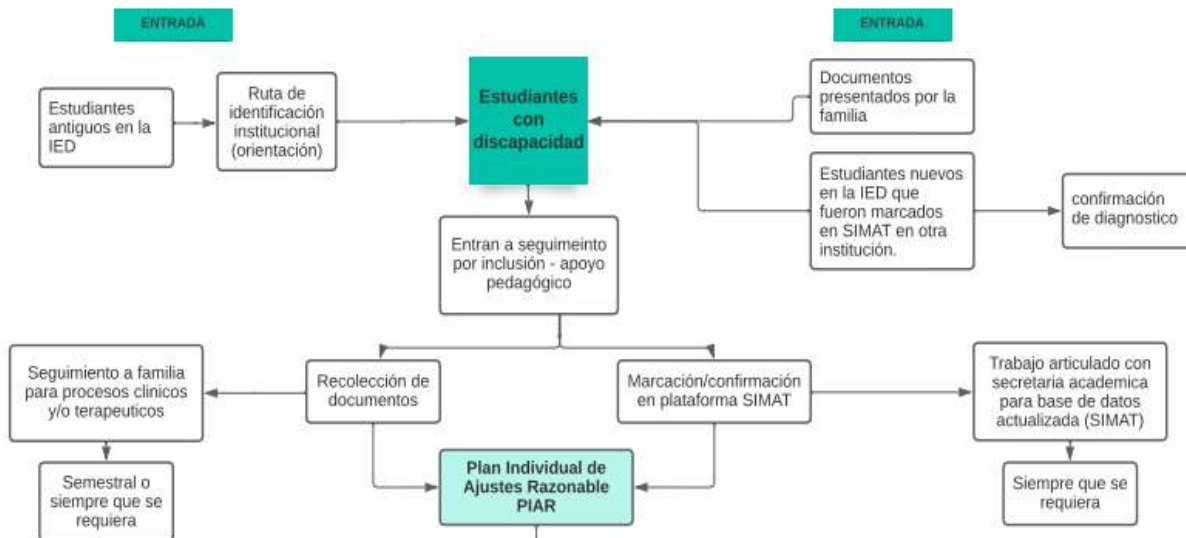 ENTRADA
ENTRADA
Estudiantes
antiguos en la
IED
Ruta de
identificación
institucional
(orientación)
Estudiantes
con
discapacidad
Documentos
presentados por la
familia
Estudiantes nuevos
en la IED que
fueron marcados
en SIMAT en otra
institución.
confirmación
de diagnostico
Entran a seguimeinto
por inclusión - apoyo
pedagógico
Seguimiento a familia
para procesos clinicos
y/o terapeuticos
Recolección de
documentos
Marcación/confirmación
en plataforma SIMAT
Trabajo articulado con
secretaria academica
para base de datos
actualizada (SIMAT)
Semestral o
siempre que se
requiera
Plan Individual de
Ajustes Razonable
PIAR
Siempre que se
requiera